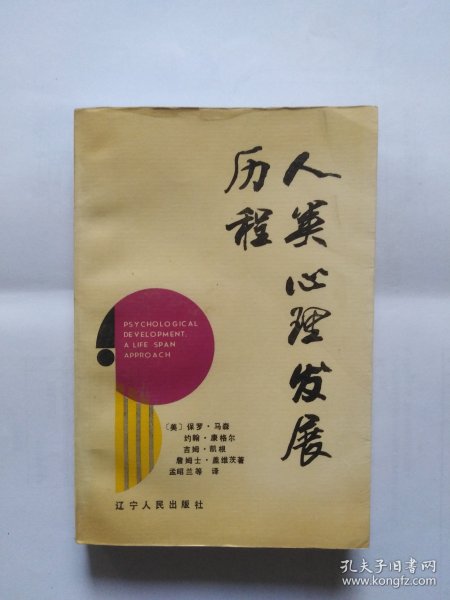 人类心理发展
历程
PSYCHOLOGICAL
DEVELOPMENT,
A LIFE SPAN
APPROACH
〔美〕保罗·马森
约翰·康格尔
吉姆·凯根
詹姆士·盖维茨著
孟昭兰等 译
辽宁人民出版社
孔夫子旧书网
www.kongfz.com